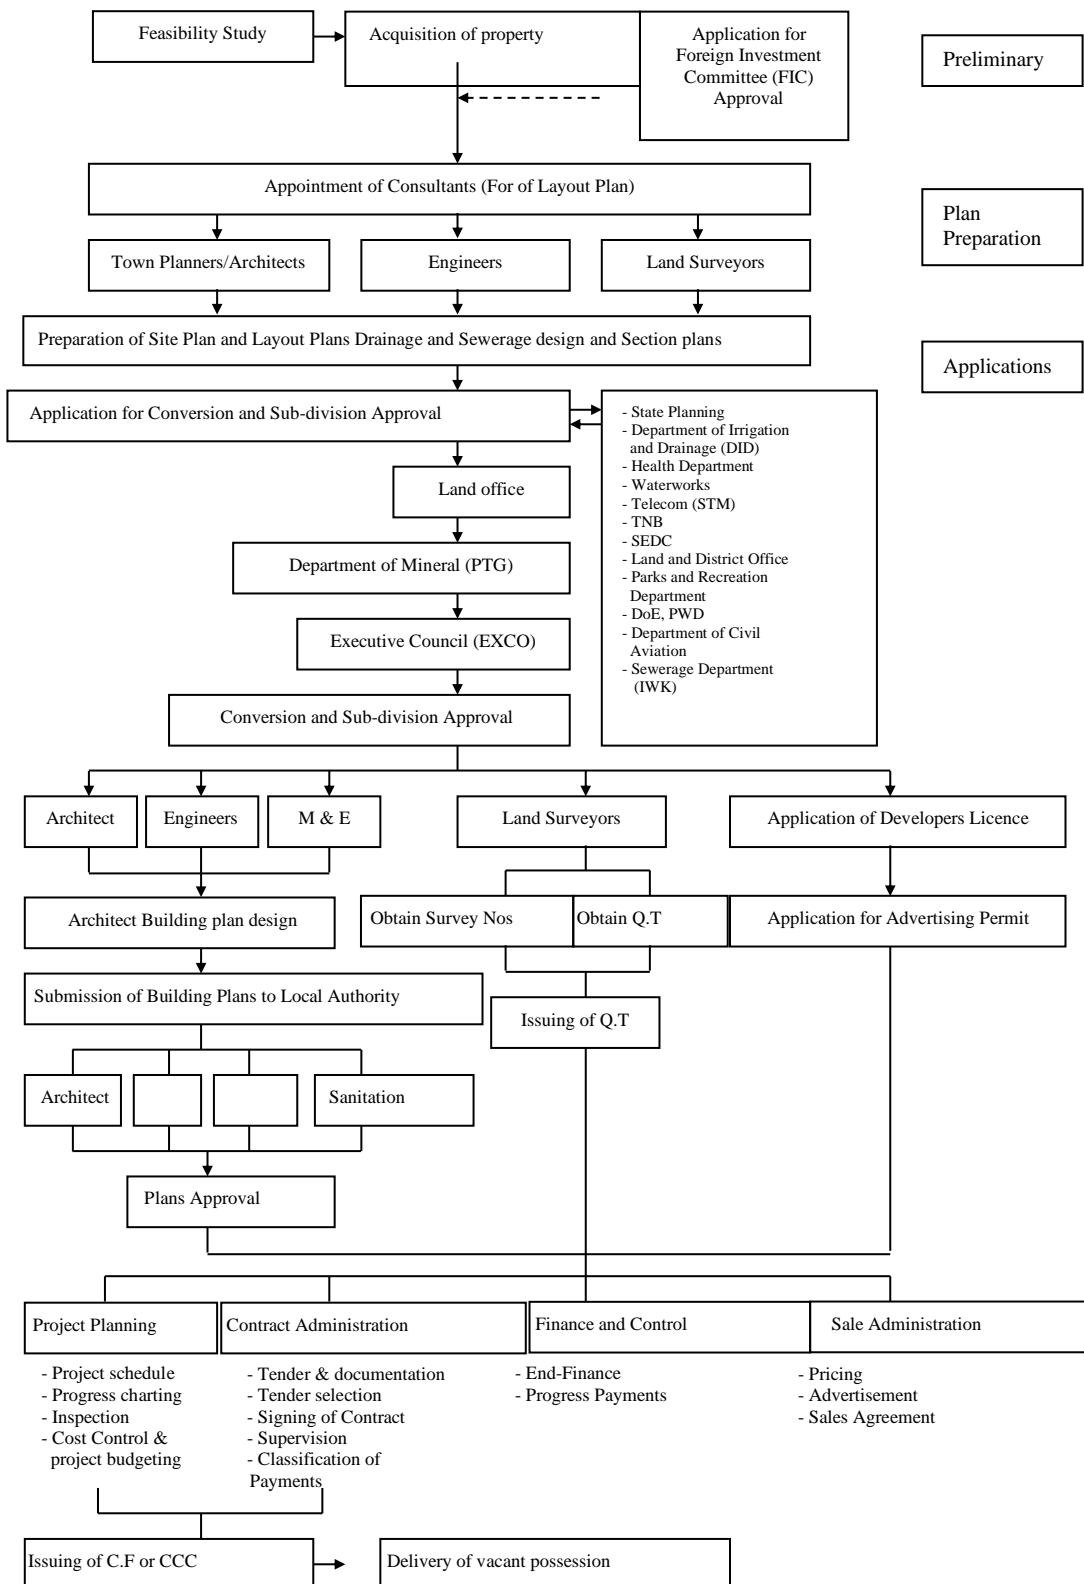 Feasibility Study
Acquisition of property
Application for
Foreign Investment
Committee (FIC)
Approval
Preliminary
Appointment of Consultants (For of Layout Plan)
Plan
Preparation
Town Planners/Architects
Engineers
Land Surveyors
Preparation of Site Plan and Layout Plans Drainage and Sewerage design and Section plans
Applications
Application for Conversion and Sub-division Approval
- State Planning
- Department of Irrigation
and Drainage (DID)
- Health Department
- Waterworks
- Telecom (STM)
- TNB
- SEDC
- Land and District Office
- Parks and Recreation
Department
- DoE, PWD
- Department of Civil
Aviation
- Sewerage Department
(IWK)
Land office
Department of Mineral (PTG)
Executive Council (EXCO)
Conversion and Sub-division Approval
Architect
Engineers
M & E
Land Surveyors
Application of Developers Licence
Architect Building plan design
Obtain Survey Nos
Obtain Q.T
Application for Advertising Permit
Submission of Building Plans to Local Authority
Issuing of Q.T
Architect
Sanitation
Plans Approval
Project Planning
Contract Administration
Finance and Control
Sale Administration
- Project schedule
- Progress charting
- Inspection
- Cost Control &
project budgeting
- Tender & documentation
- Tender selection
- Signing of Contract
- Supervision
- Classification of
Payments
- End-Finance
- Progress Payments
- Pricing
- Advertisement
- Sales Agreement
Issuing of C.F or CCC
Delivery of vacant possession